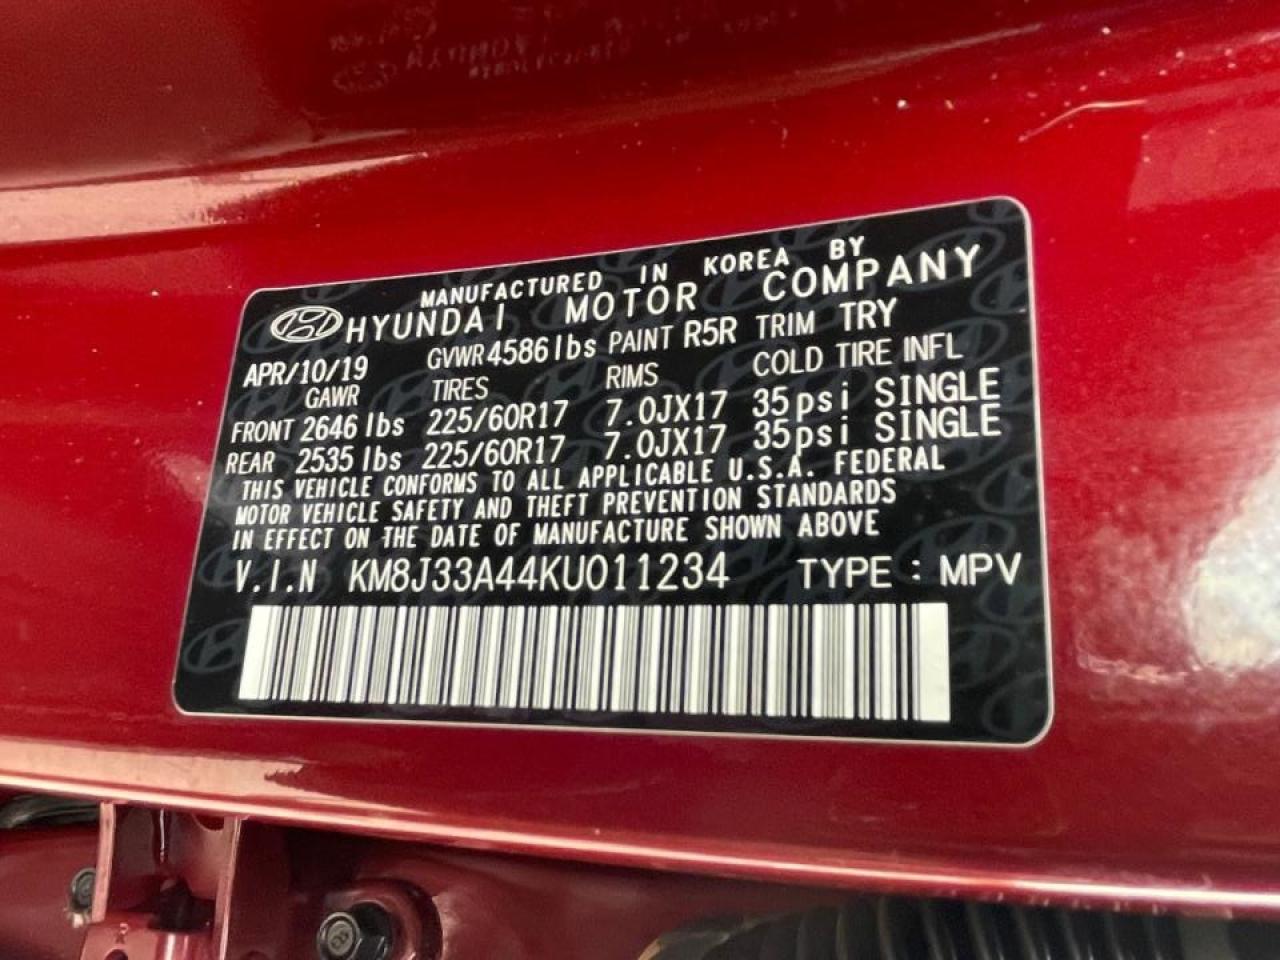 MANUFACTURED IN KOREA BY
HYUNDAI MOTOR COMPANY
APR/10/19 GVWR 4586 lbs PAINT R5R TRIM TRY
GAWR TIRES RIMS COLD TIRE INFL
FRONT 2646 lbs 225/60R17 7.0JX17 35psi SINGLE
REAR 2535 lbs 225/60R17 7.0JX17 35psi SINGLE
THIS VEHICLE CONFORMS TO ALL APPLICABLE U.S.A. FEDERAL
MOTOR VEHICLE SAFETY AND THEFT PREVENTION STANDARDS
IN EFFECT ON THE DATE OF MANUFACTURE SHOWN ABOVE
V.I.N KM8J33A44KU011234 TYPE : MPV